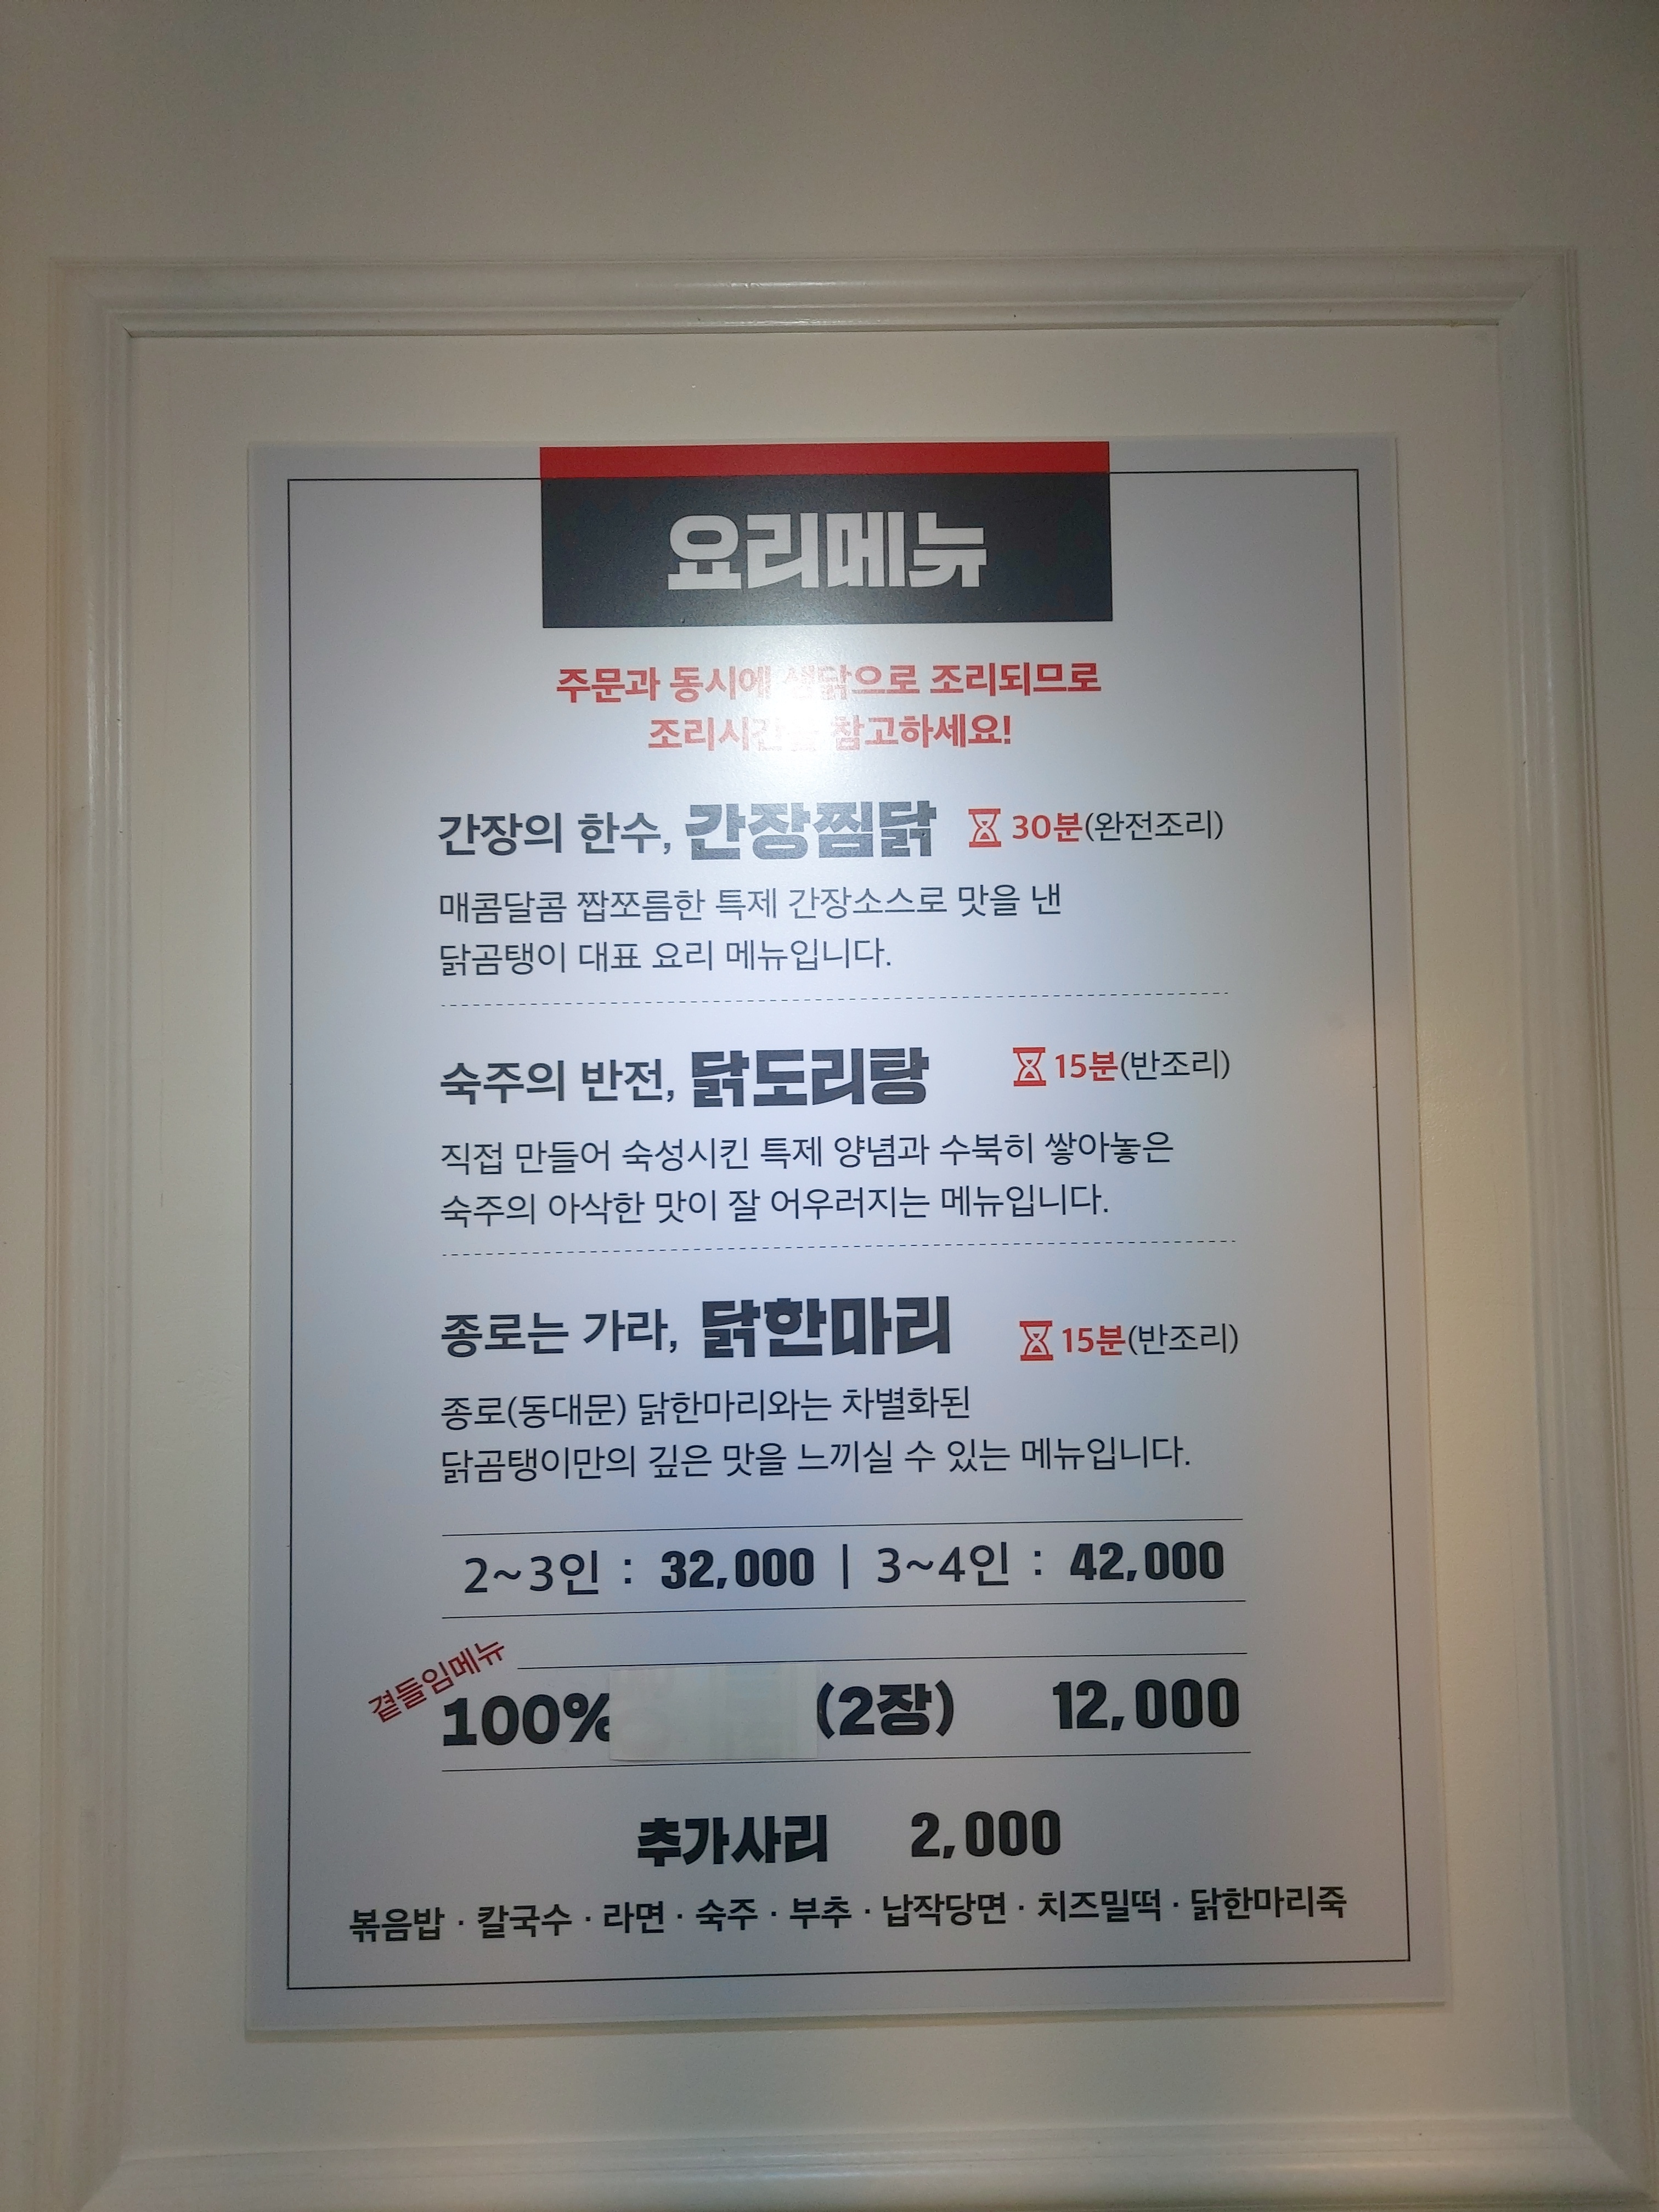 요리메뉴
주문과 동시에 생닭으로 조리되므로
조리시간을 참고하세요!
간장의 한수, 간장찜닭 30분(완전조리)
매콤달콤 짭쪼름한 특제 간장소스로 맛을 낸
닭곰탱이 대표 요리 메뉴입니다.
숙주의 반전, 닭도리탕 15분(반조리)
직접 만들어 숙성시킨 특제 양념과 수북히 쌓아놓은
숙주의 아삭한 맛이 잘 어우러지는 메뉴입니다.
종로는 가라, 닭한마리 15분(반조리)
종로(동대문) 닭한마리와는 차별화된
닭곰탱이만의 깊은 맛을 느끼실 수 있는 메뉴입니다.
2~3인 : 32,000 | 3~4인 : 42,000
곁들임메뉴
100% (2장) 12,000
추가사리 2,000
볶음밥 · 칼국수 · 라면 · 숙주 · 부추 · 납작당면 · 치즈밀떡 · 닭한마리죽